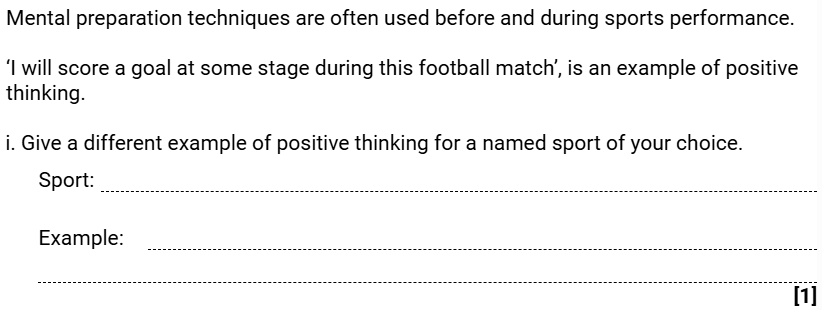 Mental preparation techniques are often used before and during sports performance.
‘I will score a goal at some stage during this football match’, is an example of positive
thinking.
i. Give a different example of positive thinking for a named sport of your choice.
Sport:
Example:
[1]